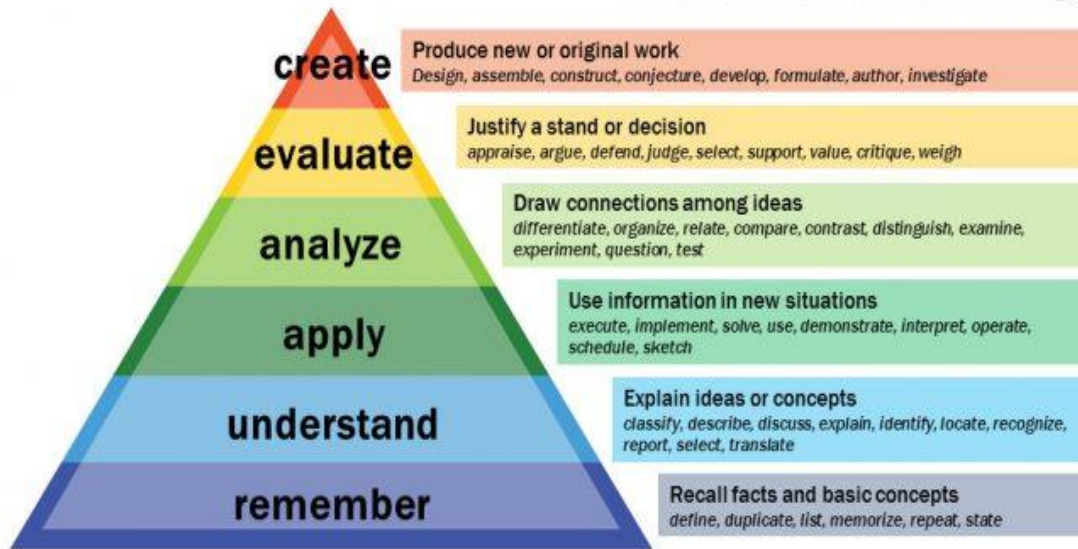 create
Produce new or original work
Design, assemble, construct, conjecture, develop, formulate, author, investigate
evaluate
Justify a stand or decision
appraise, argue, defend, judge, select, support, value, critique, weigh
analyze
Draw connections among ideas
differentiate, organize, relate, compare, contrast, distinguish, examine,
experiment, question, test
apply
Use information in new situations
execute, implement, solve, use, demonstrate, interpret, operate,
schedule, sketch
understand
Explain ideas or concepts
classify, describe, discuss, explain, identify, locate, recognize,
report, select, translate
remember
Recall facts and basic concepts
define, duplicate, list, memorize, repeat, state